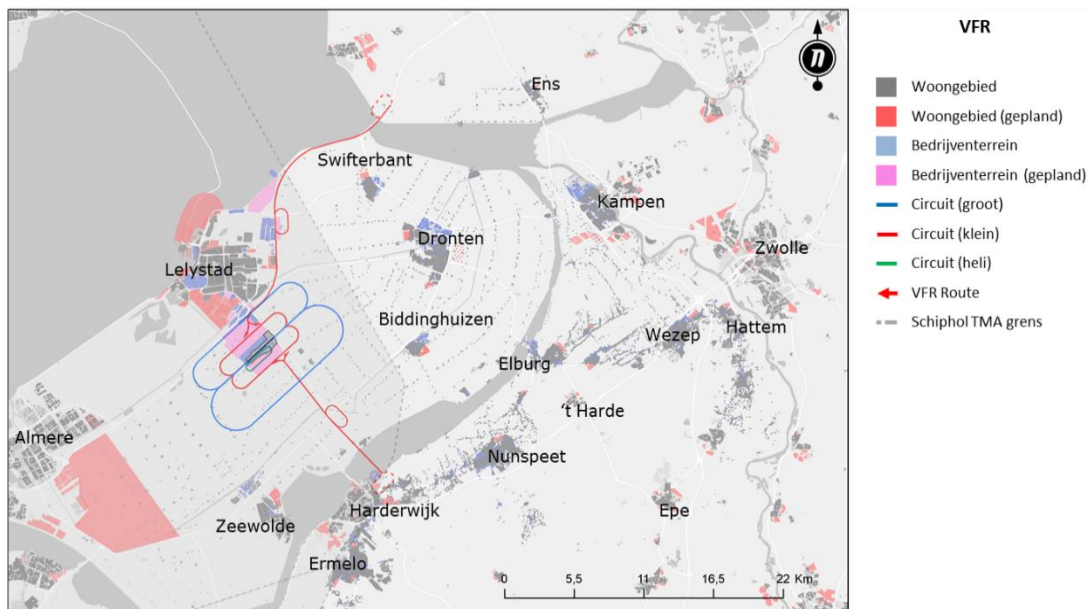 VFR
n
Ens
Woongebied
Woongebied (gepland)
Bedrijventerrein
Bedrijventerrein (gepland)
Circuit (groot)
Circuit (klein)
Circuit (heli)
VFR Route
Schiphol TMA grens
Swifterbant
Kampen
Dronten
Zwolle
Lelystad
Biddinghuizen
Hattem
Wezep
Elburg
't Harde
Almere
Nunspeet
Harderwijk
Epe
Zeewolde
Ermelo
0 5,5 11 16,5 22 Km